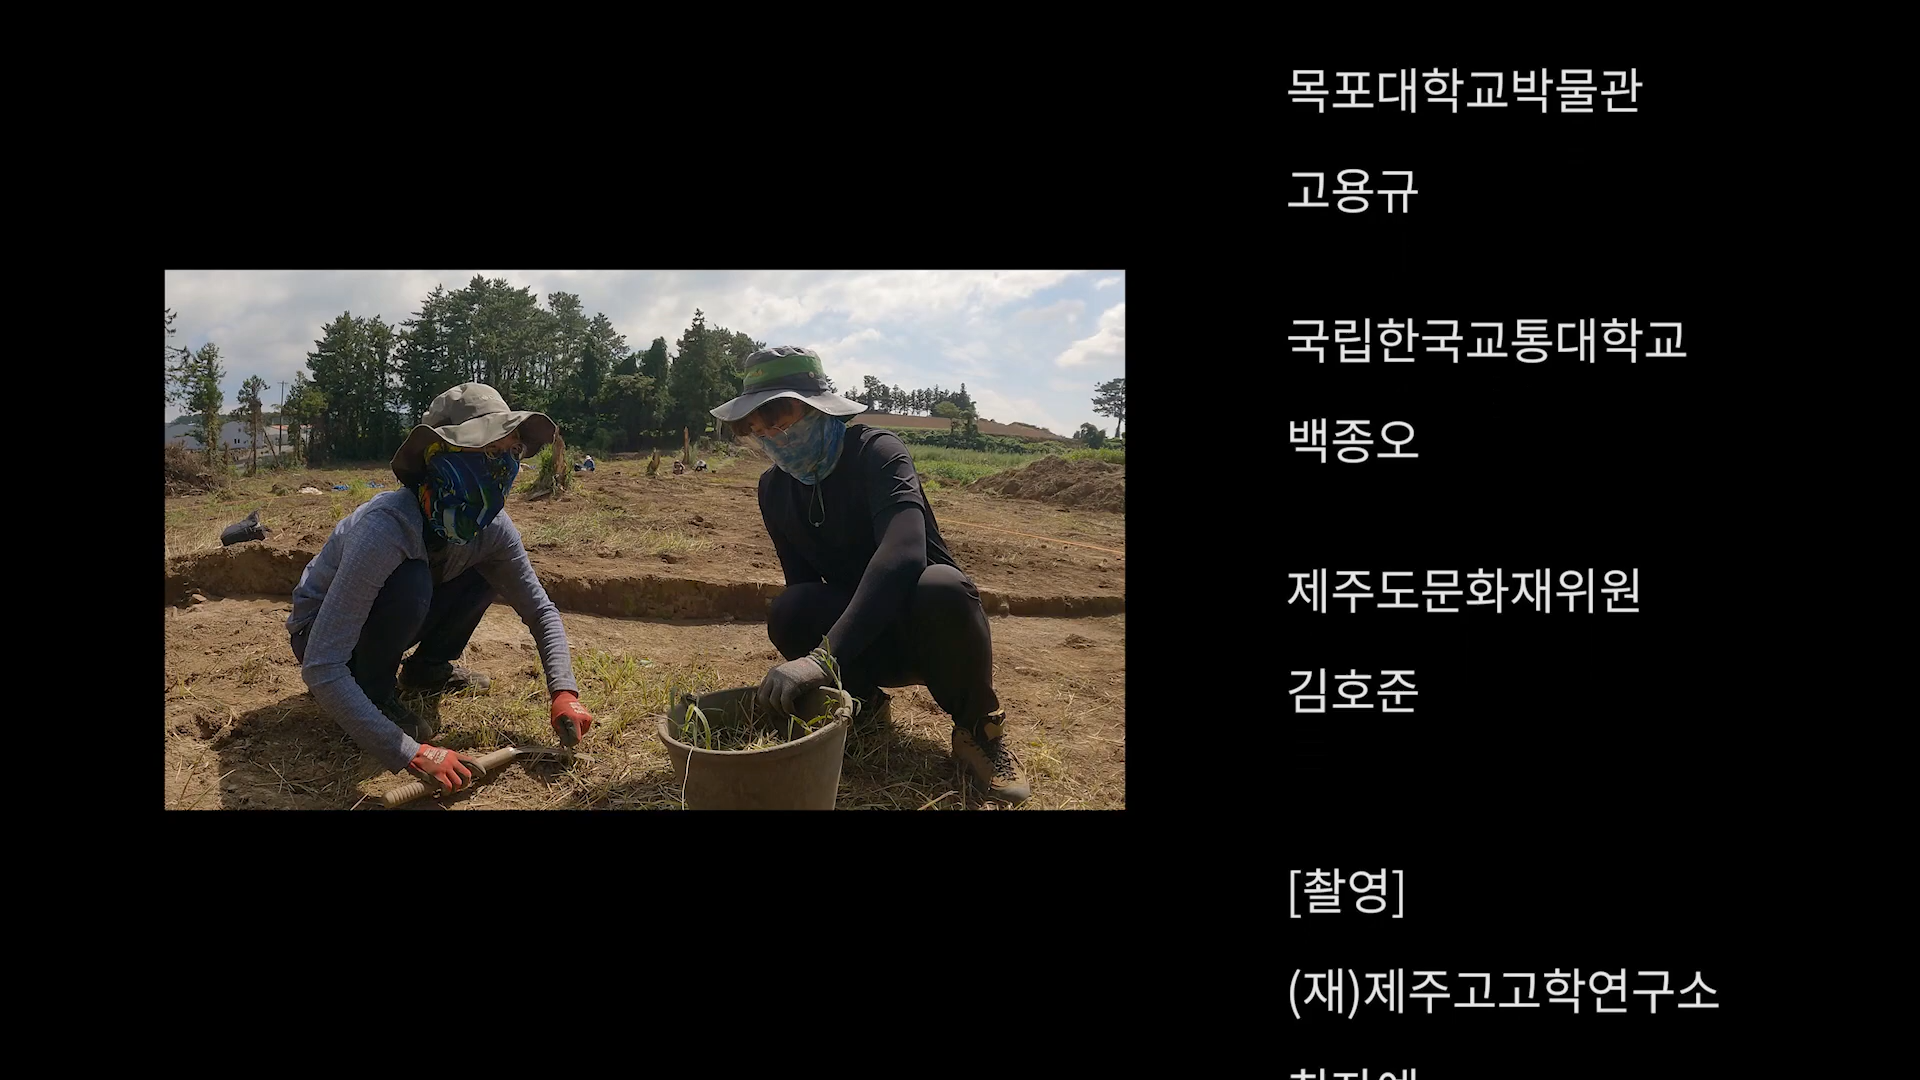 목포대학교박물관
고용규
국립한국교통대학교
백종오
제주도문화재위원
김호준
[촬영]
(재)제주고고학연구소